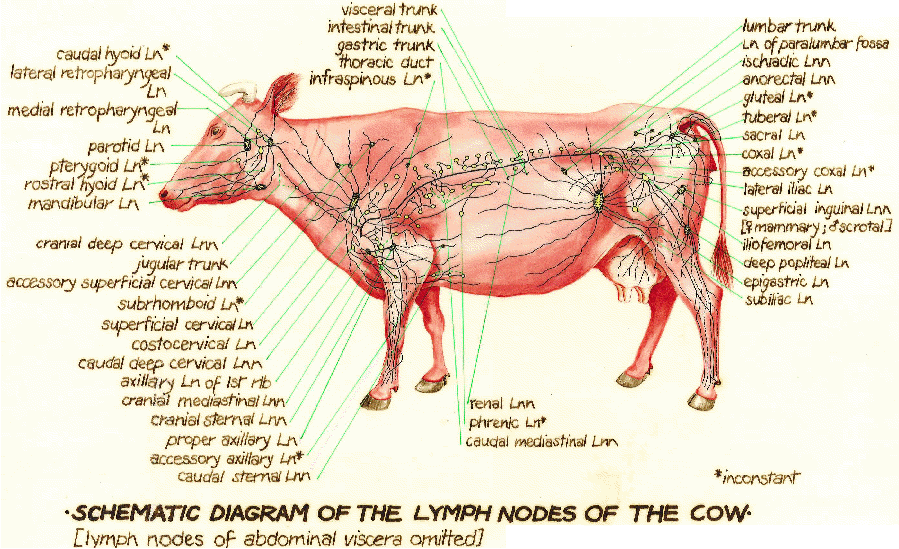 visceral trunk
intestinal trunk
gastric trunk
thoracic duct
infraspinous Ln*
caudal hyoid Ln*
lateral retropharyngeal
Ln
medial retropharyngeal
Ln
parotid Ln
pterygoid Ln*
rostral hyoid Ln*
mandibular Ln
cranial deep cervical Lnn
jugular trunk
accessory superficial cervical Lnn
subrhomboid Ln*
superficial cervical Ln
costocervical Ln
caudal deep cervical Lnn
axillary Ln of 1st rib
cranial mediastinal Lnn
cranial sternal Lnn
proper axillary Ln
accessory axillary Ln*
caudal sternal Lnn
lumbar trunk
Ln of paralumbar fossa
ischiadic Lnn
anorectal Lnn
gluteal Ln*
tuberal Ln*
sacral Ln
coxal Ln*
accessory coxal Ln*
lateral iliac Ln
superficial inguinal Lnn
[♀mammary; ♂scrotal]
iliofemoral Ln
deep popliteal Ln
epigastric Ln
subiliac Ln
renal Lnn
phrenic Ln*
caudal mediastinal Lnn
*inconstant
·SCHEMATIC DIAGRAM OF THE LYMPH NODES OF THE COW·
[lymph nodes of abdominal viscera omitted]